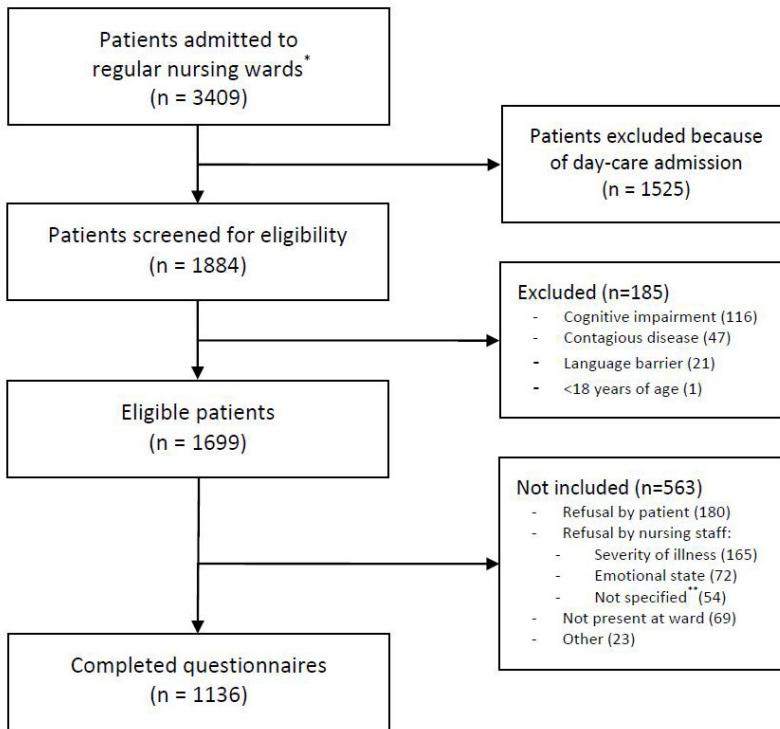 Patients admitted to
regular nursing wards*
(n = 3409)
Patients excluded because
of day-care admission
(n = 1525)
Patients screened for eligibility
(n = 1884)
Excluded (n=185)
- Cognitive impairment (116)
- Contagious disease (47)
- Language barrier (21)
- <18 years of age (1)
Eligible patients
(n = 1699)
Not included (n=563)
- Refusal by patient (180)
- Refusal by nursing staff:
- Severity of illness (165)
- Emotional state (72)
- Not specified**(54)
- Not present at ward (69)
- Other (23)
Completed questionnaires
(n = 1136)